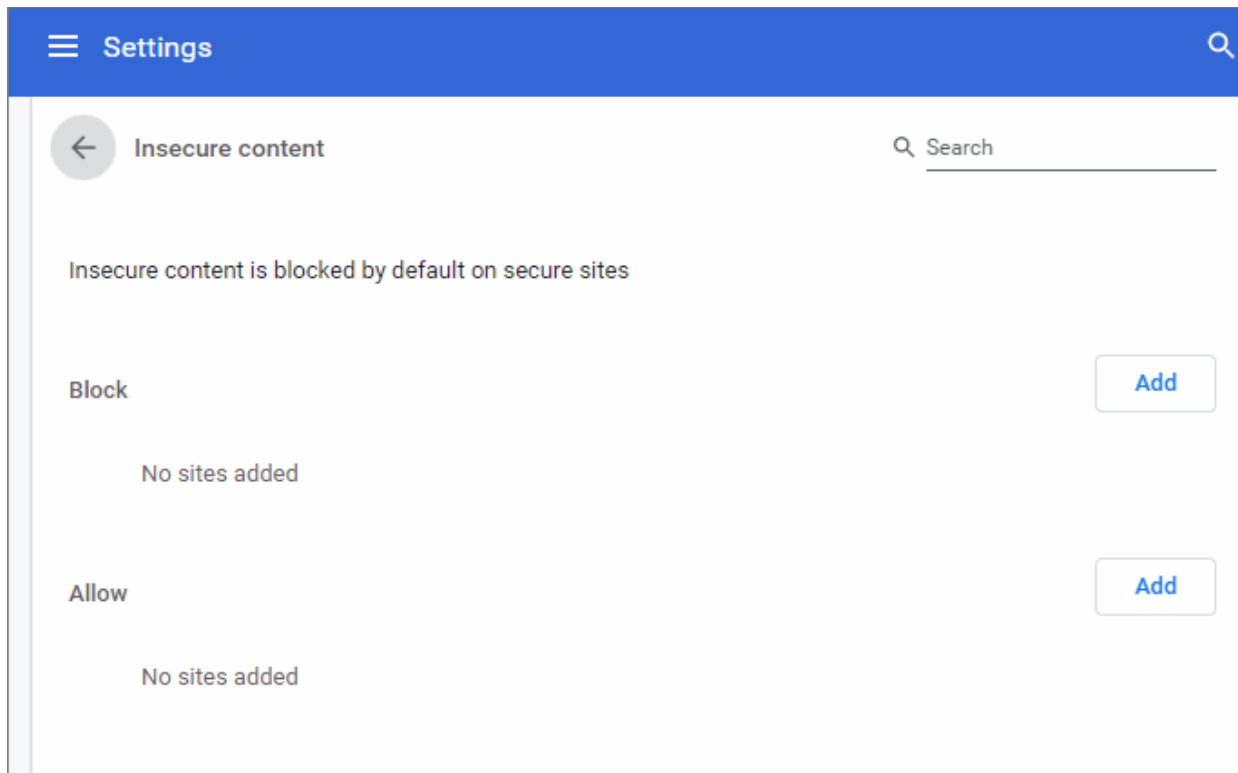 Settings
Insecure content
Search
Insecure content is blocked by default on secure sites
Block
Add
No sites added
Allow
Add
No sites added